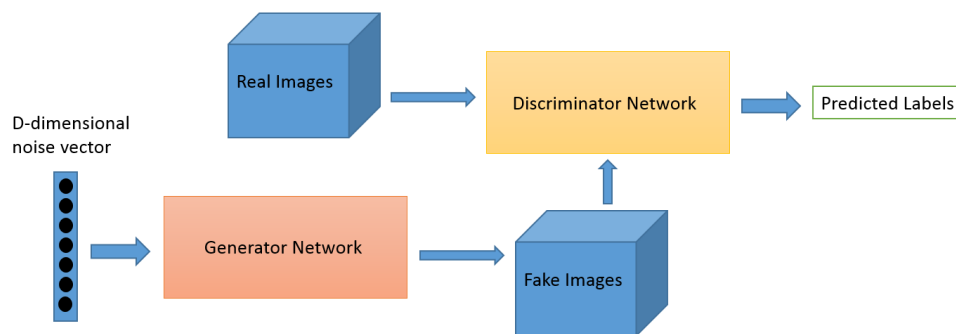 Real Images
Discriminator Network
Predicted Labels
D-dimensional
noise vector
Generator Network
Fake Images